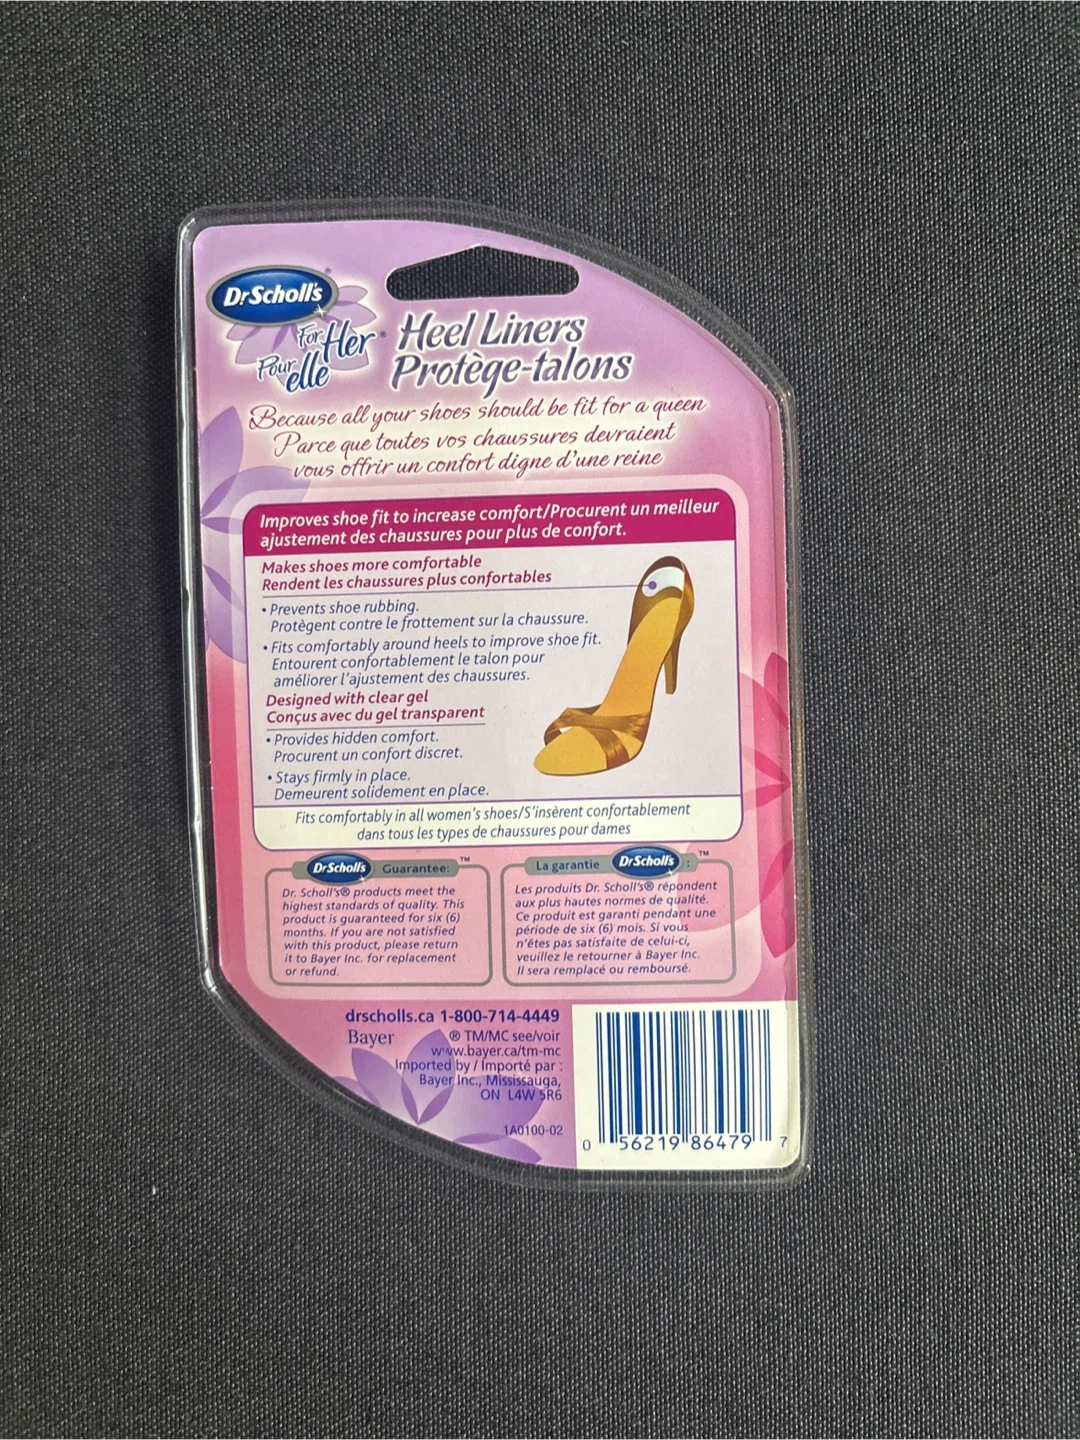 Dr.Scholl's®
For Her®
Pour elle
Heel Liners
Protège-talons
Because all your shoes should be fit for a queen
Parce que toutes vos chaussures devraient
vous offrir un confort digne d'une reine
Improves shoe fit to increase comfort/Procurent un meilleur
ajustement des chaussures pour plus de confort.
Makes shoes more comfortable
Rendent les chaussures plus confortables
• Prevents shoe rubbing.
Protègent contre le frottement sur la chaussure.
• Fits comfortably around heels to improve shoe fit.
Entourent confortablement le talon pour
améliorer l'ajustement des chaussures.
Designed with clear gel
Conçus avec du gel transparent
• Provides hidden comfort.
Procurent un confort discret.
• Stays firmly in place.
Demeurent solidement en place.
Fits comfortably in all women's shoes/S'insèrent confortablement
dans tous les types de chaussures pour dames
Dr.Scholl's Guarantee: ™
Dr. Scholl's® products meet the
highest standards of quality. This
product is guaranteed for six (6)
months. If you are not satisfied
with this product, please return
it to Bayer Inc. for replacement
or refund.
La garantie Dr.Scholl's : ™
Les produits Dr. Scholl's® répondent
aux plus hautes normes de qualité.
Ce produit est garanti pendant une
période de six (6) mois. Si vous
n'êtes pas satisfaite de celui-ci,
veuillez le retourner à Bayer Inc.
Il sera remplacé ou remboursé.
drscholls.ca 1-800-714-4449
Bayer ® TM/MC see/voir
www.bayer.ca/tm-mc
Imported by / Importé par :
Bayer Inc., Mississauga,
ON L4W 5R6
1A0100-02
0 56219 86479 7